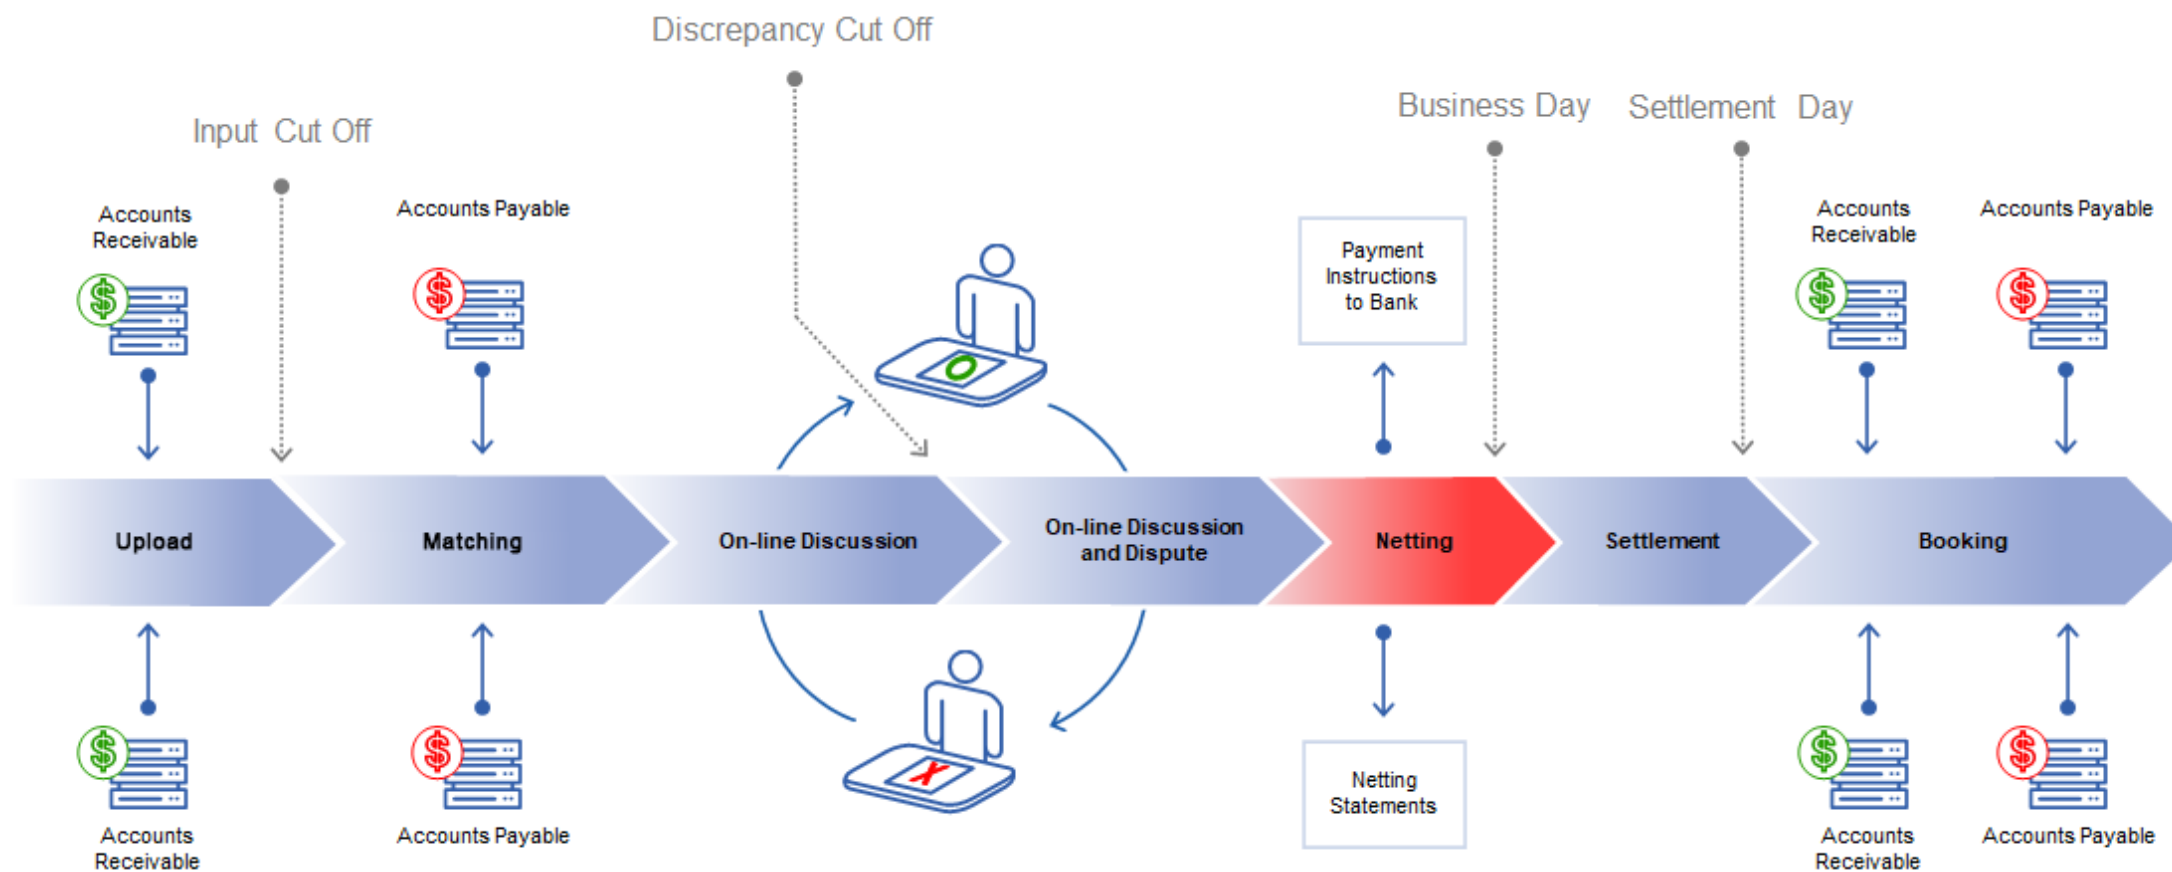 Discrepancy Cut Off
Business Day
Settlement Day
Input Cut Off
Accounts
Receivable
Accounts Payable
Accounts
Receivable
Accounts Payable
Payment
Instructions
to Bank
$
$
$
$
O
Upload
Matching
On-line Discussion
On-line Discussion
and Dispute
Netting
Settlement
Booking
X
$
$
$
$
Netting
Statements
Accounts
Receivable
Accounts Payable
Accounts
Receivable
Accounts Payable